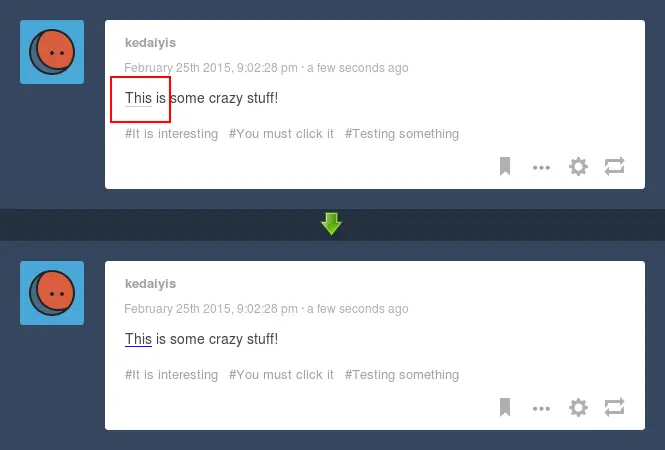 kedaiyis
February 25th 2015, 9:02:28 pm · a few seconds ago
This is some crazy stuff!
#It is interesting #You must click it #Testing something
kedaiyis
February 25th 2015, 9:02:28 pm · a few seconds ago
This is some crazy stuff!
#It is interesting #You must click it #Testing something